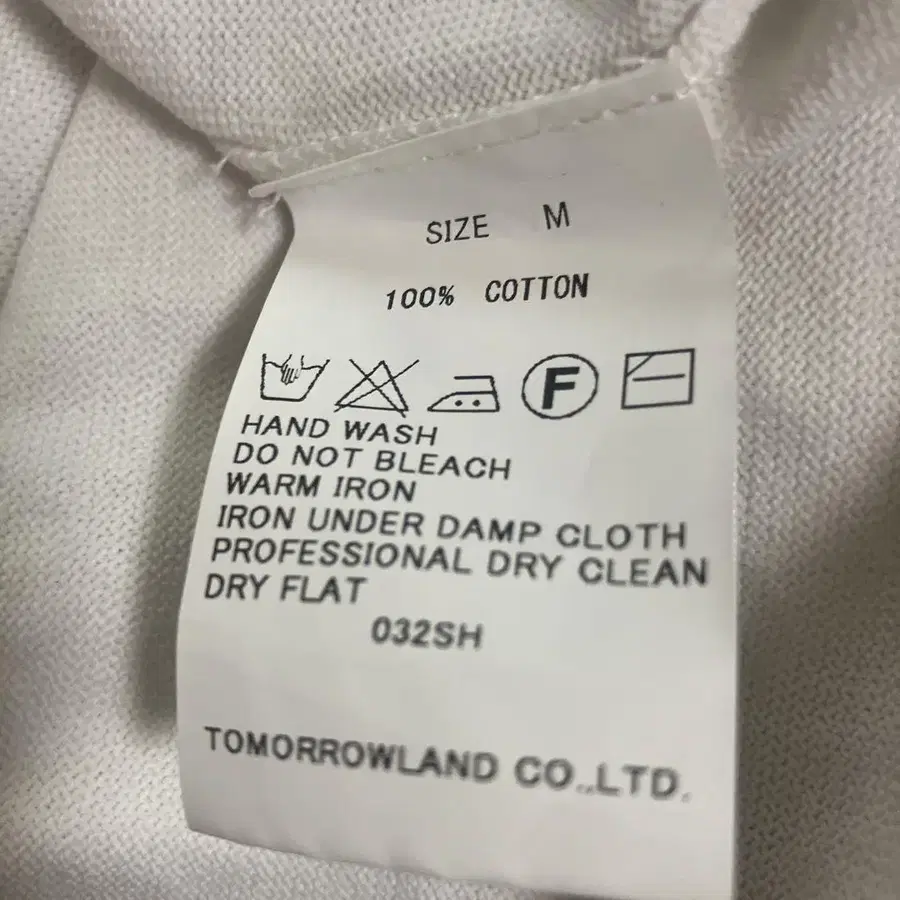 SIZE M
100% COTTON
F
HAND WASH
DO NOT BLEACH
WARM IRON
IRON UNDER DAMP CLOTH
PROFESSIONAL DRY CLEAN
DRY FLAT
032SH
TOMORROWLAND CO.,LTD.